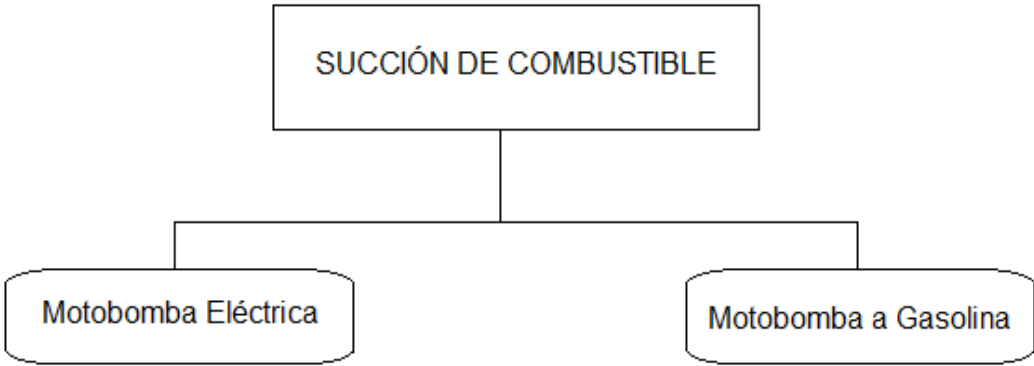 SUCCIÓN DE COMBUSTIBLE
Motobomba Eléctrica
Motobomba a Gasolina